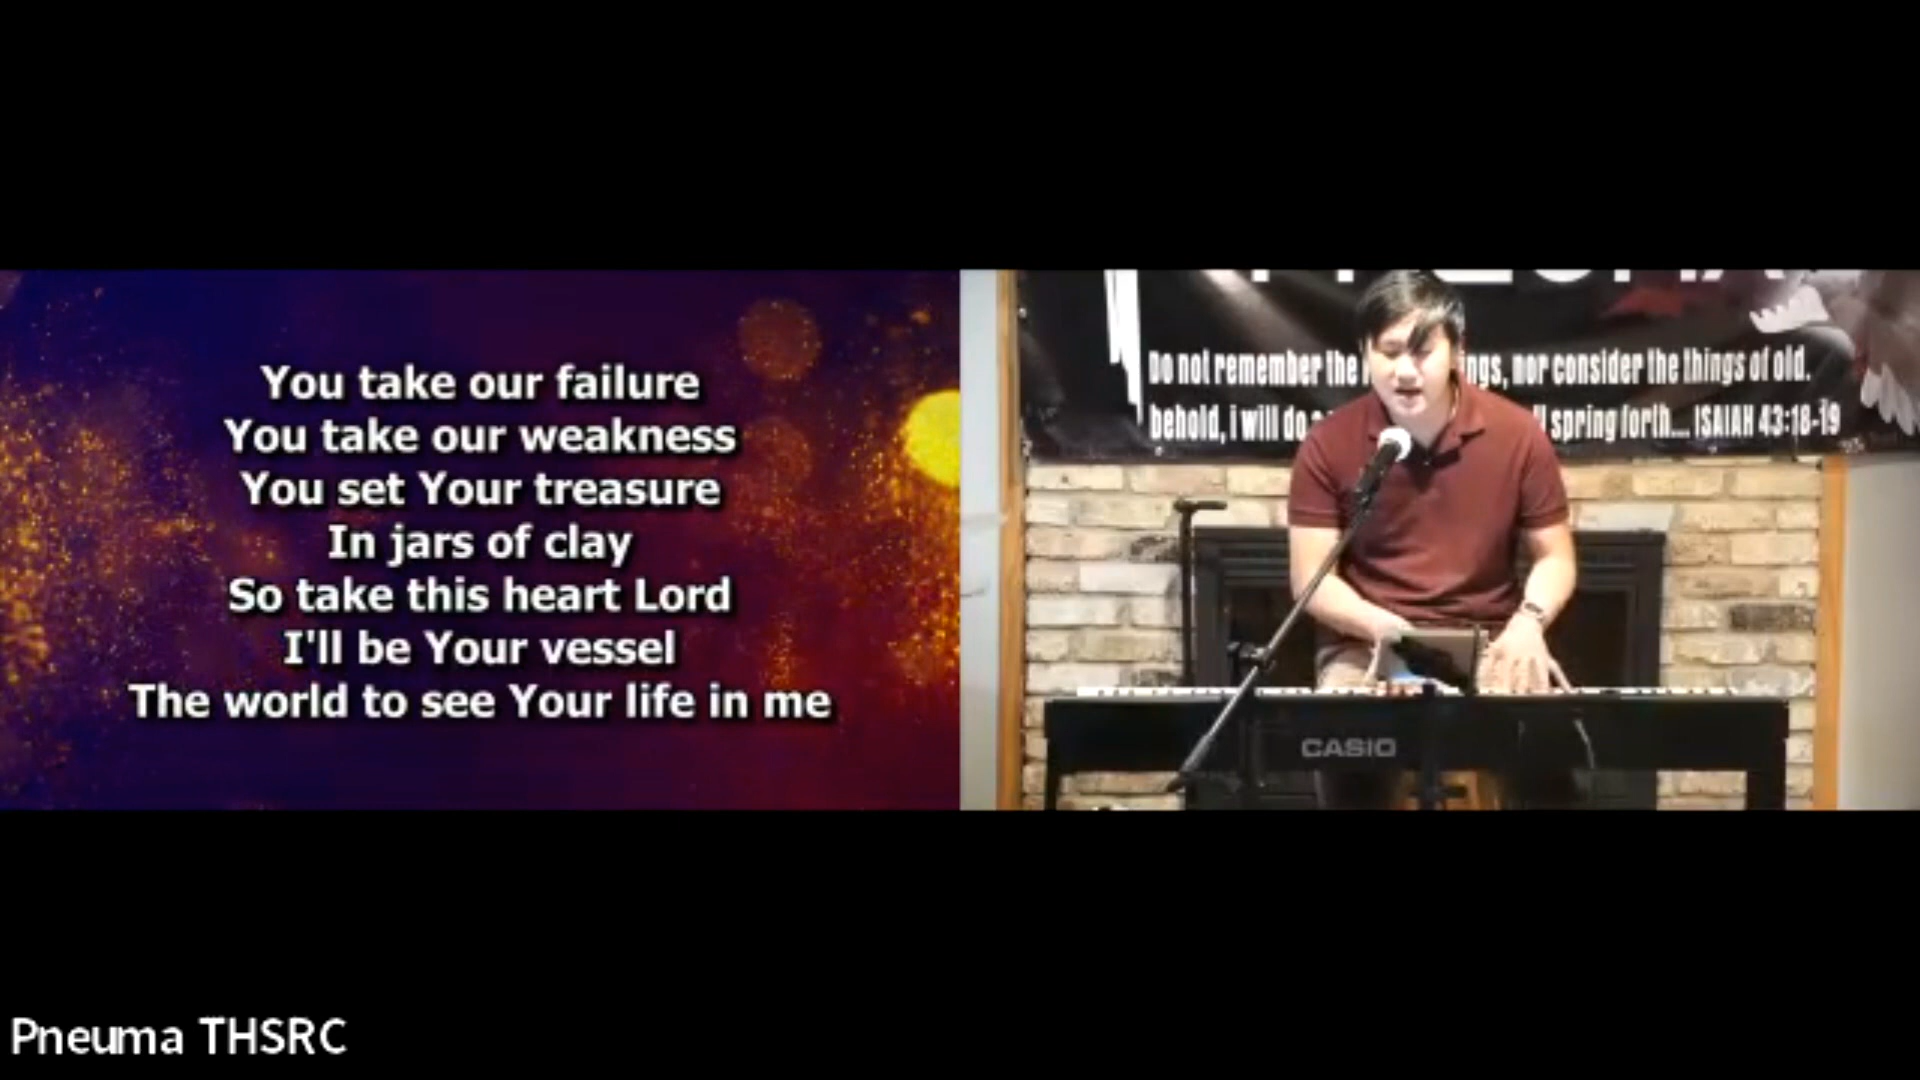 You take our failure
You take our weakness
You set Your treasure
In jars of clay
So take this heart Lord
I'll be Your vessel
The world to see Your life in me
Do not remember the ngs, nor consider the things of old.
behold, i will do spring forth.... ISAIAH 43:18-19
CASIO
Pneuma THSRC